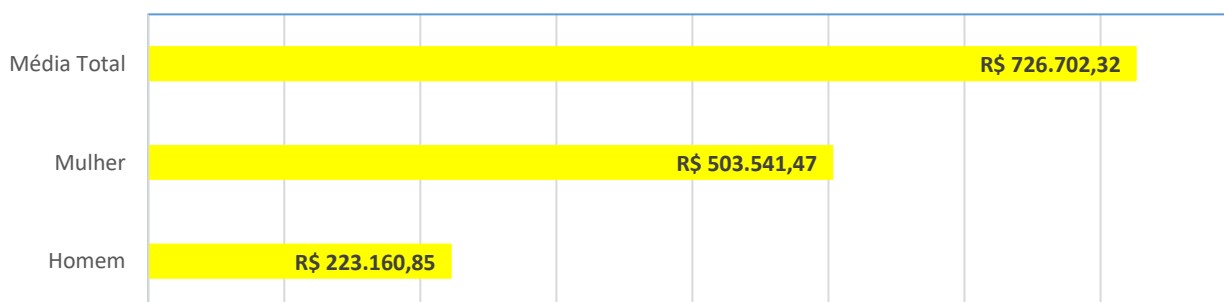 Média Total
R$ 726.702,32
Mulher
R$ 503.541,47
Homem
R$ 223.160,85